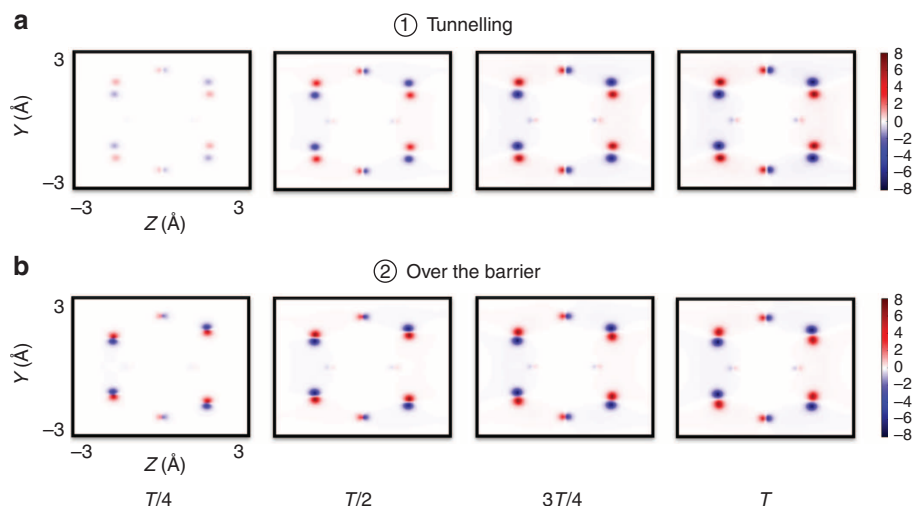 a
① Tunnelling
3
Y (Å)
–3
–3 3
Z (Å)
8
6
4
2
0
–2
–4
–6
–8
b
② Over the barrier
3
Y (Å)
–3
–3 3
Z (Å)
8
6
4
2
0
–2
–4
–6
–8
T/4 T/2 3T/4 T